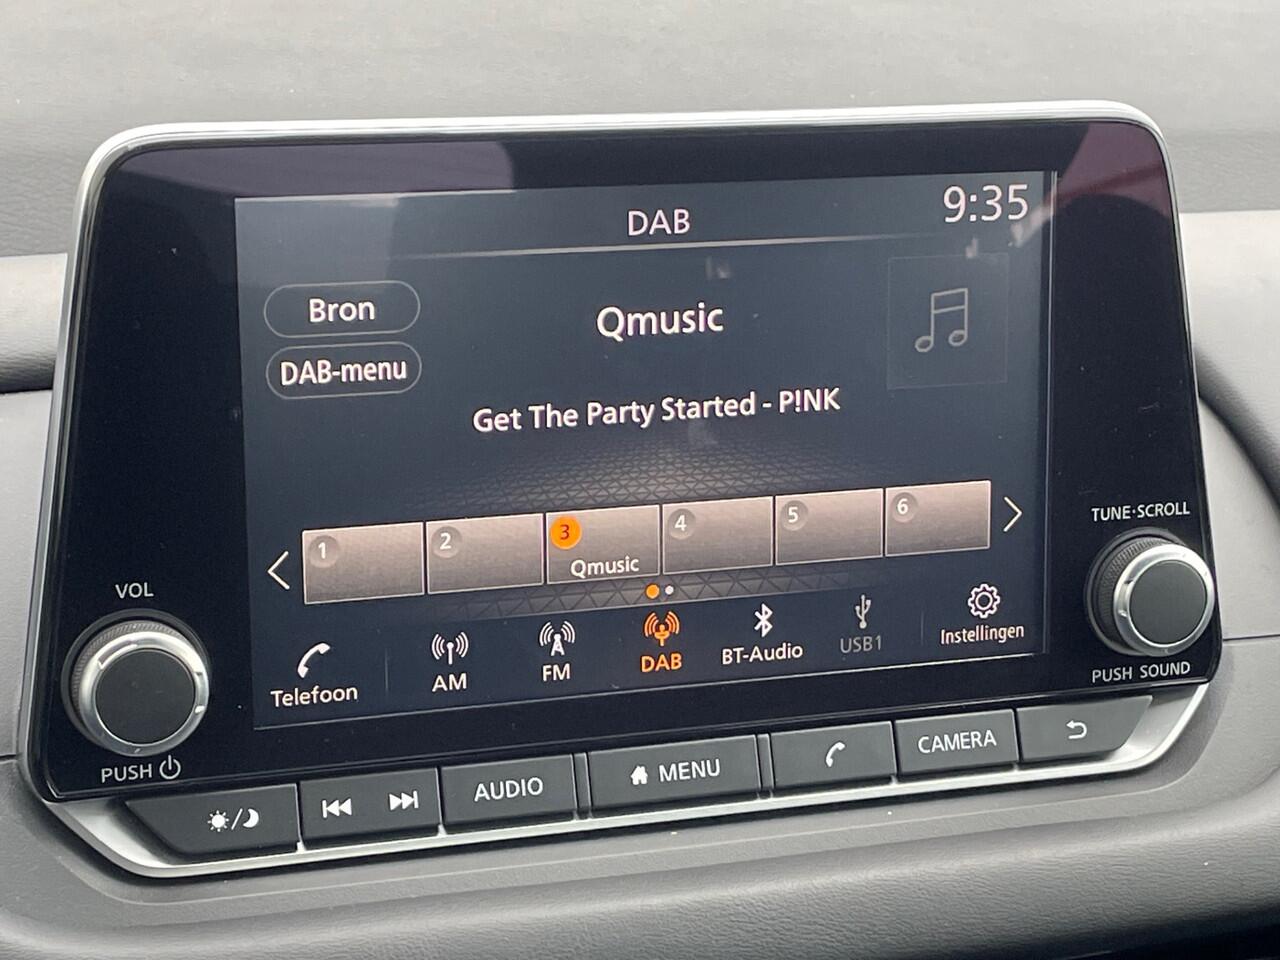 DAB
9:35
Bron
Qmusic
DAB-menu
Get The Party Started - P!NK
1
2
3
Qmusic
4
5
6
TUNE·SCROLL
VOL
Telefoon
AM
FM
DAB
BT-Audio
USB1
Instellingen
PUSH SOUND
PUSH
AUDIO
MENU
CAMERA